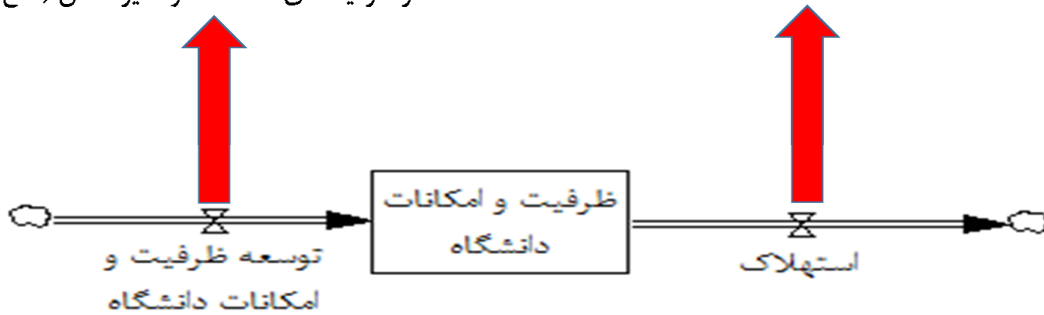 ظرفیت و امکانات
دانشگاه
توسعه ظرفیت و
امکانات دانشگاه
استهلاک